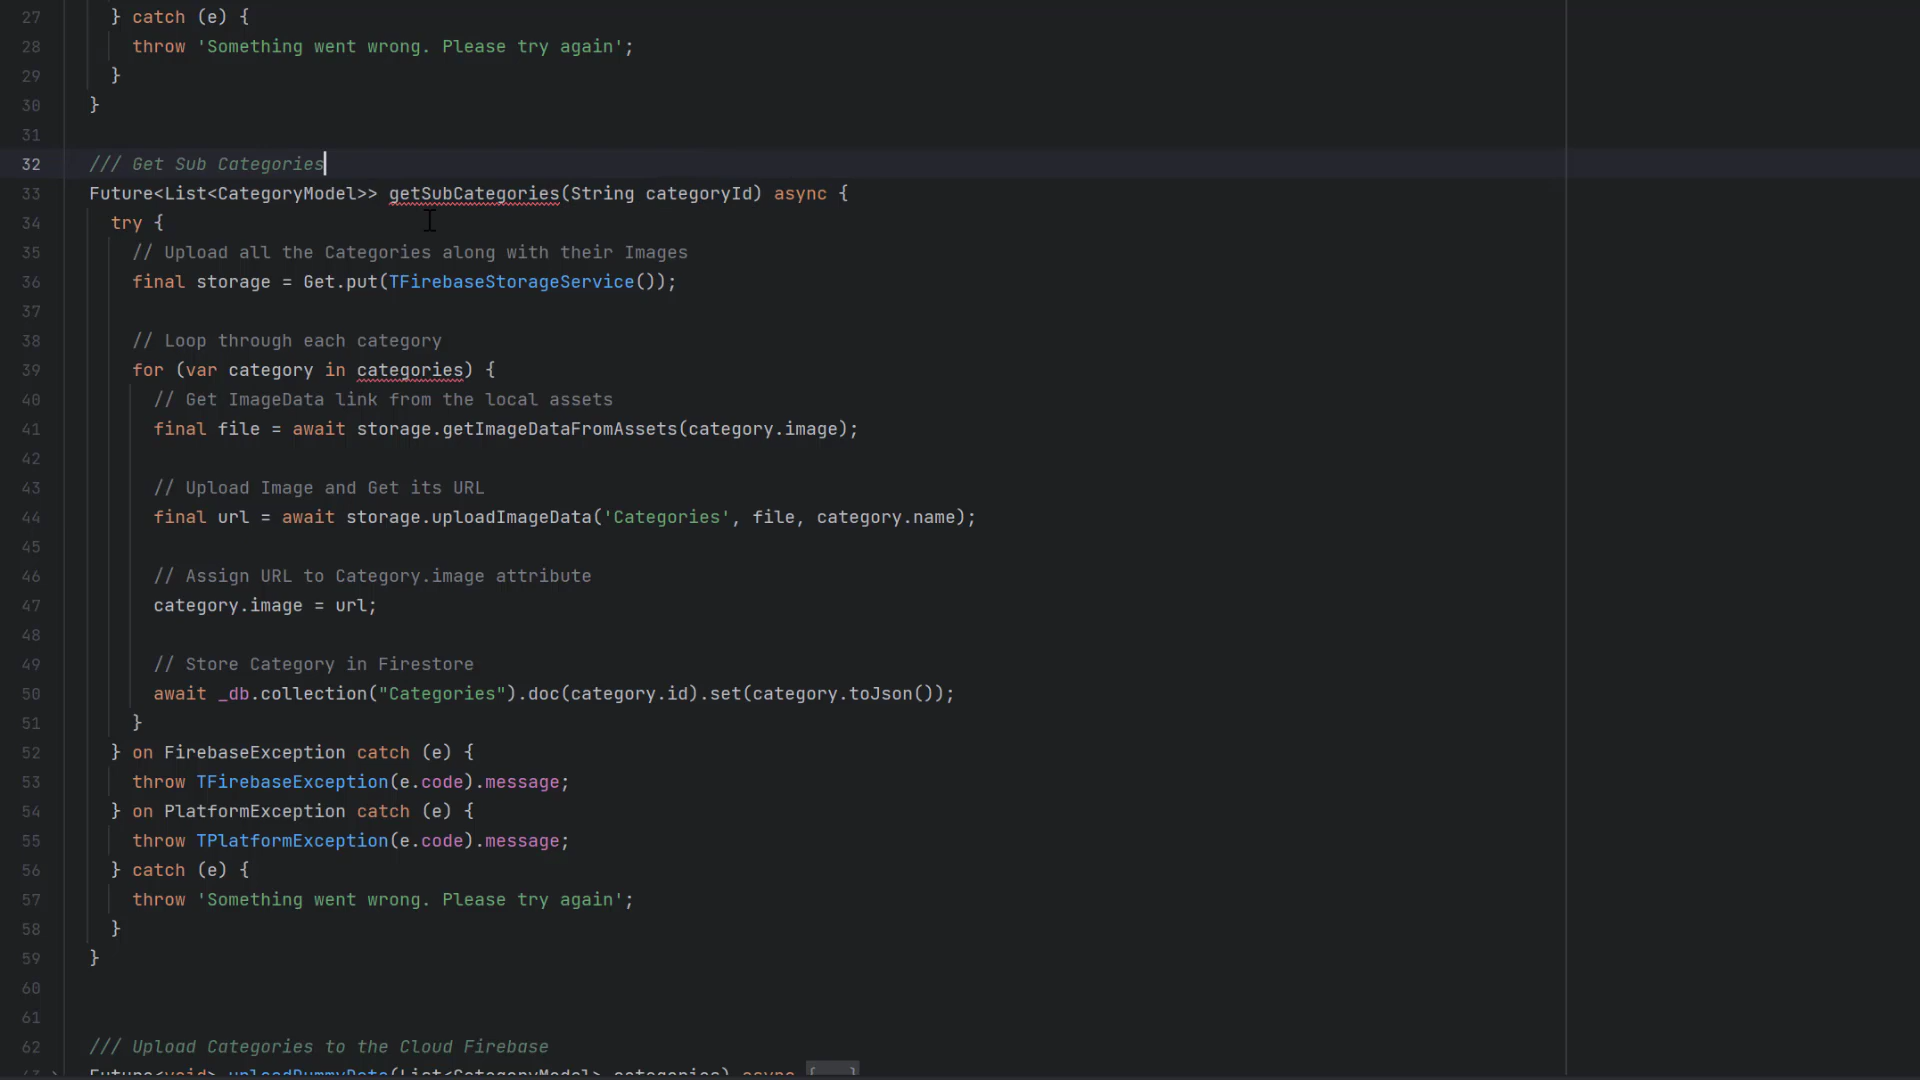 27 } catch (e) {
28 throw 'Something went wrong. Please try again';
29 }
30 }
31
32 /// Get Sub Categories
33 Future<List<CategoryModel>> getSubCategories(String categoryId) async {
34 try {
35 // Upload all the Categories along with their Images
36 final storage = Get.put(TFirebaseStorageService());
37
38 // Loop through each category
39 for (var category in categories) {
40 // Get ImageData link from the local assets
41 final file = await storage.getImageDataFromAssets(category.image);
42
43 // Upload Image and Get its URL
44 final url = await storage.uploadImageData('Categories', file, category.name);
45
46 // Assign URL to Category.image attribute
47 category.image = url;
48
49 // Store Category in Firestore
50 await _db.collection("Categories").doc(category.id).set(category.toJson());
51 }
52 } on FirebaseException catch (e) {
53 throw TFirebaseException(e.code).message;
54 } on PlatformException catch (e) {
55 throw TPlatformException(e.code).message;
56 } catch (e) {
57 throw 'Something went wrong. Please try again';
58 }
59 }
60
61
62 /// Upload Categories to the Cloud Firebase
Future<void> uploadDummyData(List<CategoryModel> categories) async {...}